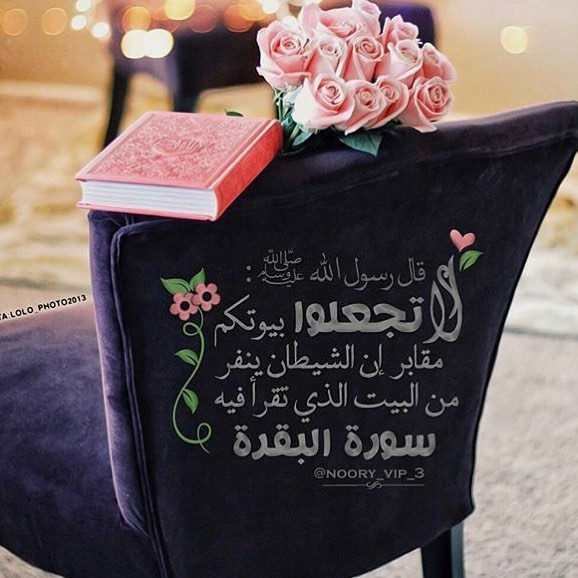 قال رسول الله ﷺ :
لا تجعلوا بيوتكم
مقابر إن الشيطان ينفر
من البيت الذي تقرأ فيه
سورة البقرة
@NOORY_VIP_3
TA:LOLO_PHOTO2013